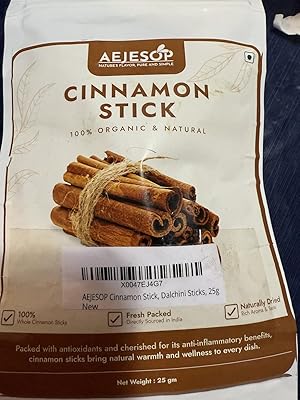 AEJESOP
NATURE'S FLAVOR, PURE AND SIMPLE
CINNAMON
STICK
100% ORGANIC & NATURAL
X0047EJ4G7
AEJESOP Cinnamon Stick, Dalchini Sticks, 25g
New
100%
Whole Cinnamon Sticks
Fresh Packed
Directly Sourced in India
Naturally Dried
Rich Aroma & Taste
Packed with antioxidants and cherished for its anti-inflammatory benefits,
cinnamon sticks bring natural warmth and wellness to every dish.
Net Weight : 25 gm